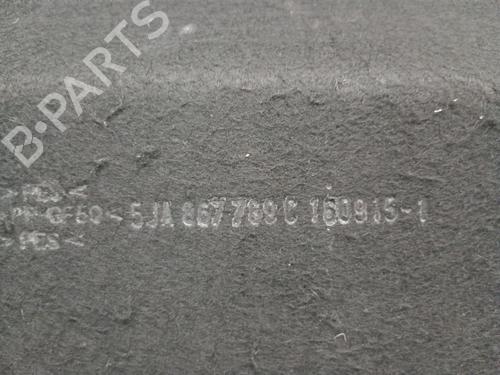 B-PARTS
>PES<
>PP-GF50< 5JA 867 769 C 160915-1
>PES<